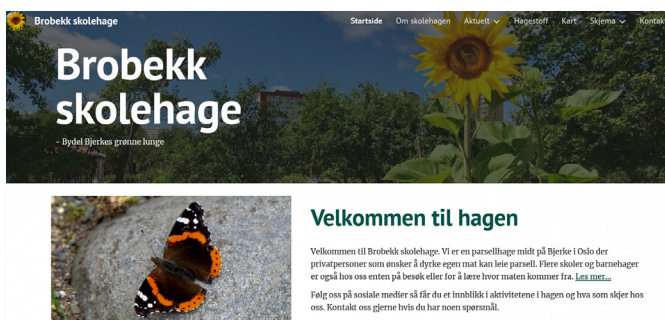 Brobekk skolehage
Startside Om skolehagen Aktuelt Hagestoff Kart Skjema Kontak
Brobekk
skolehage
- Bydel Bjerkes grønne lunge
Velkommen til hagen
Velkommen til Brobekk skolehage. Vi er en parsellhage midt på Bjerke i Oslo der
privatpersoner som ønsker å dyrke egen mat kan leie parsell. Flere skoler og barnehager
er også hos oss enten på besøk eller for å lære hvor maten kommer fra. Les mer...
Følg oss på sosiale medier så får du et innblikk i aktivitetene i hagen og hva som skjer hos
oss. Kontakt oss gjerne hvis du har noen spørsmål.